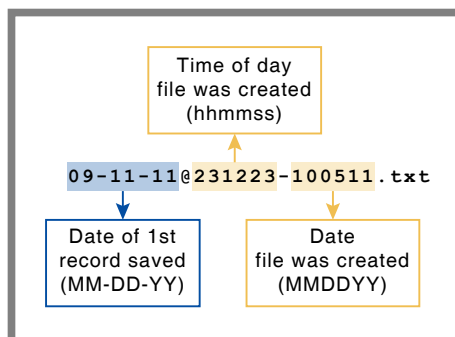 Time of day
file was created
(hhmmss)
09-11-11@231223-100511.txt
Date of 1st
record saved
(MM-DD-YY)
Date
file was created
(MMDDYY)